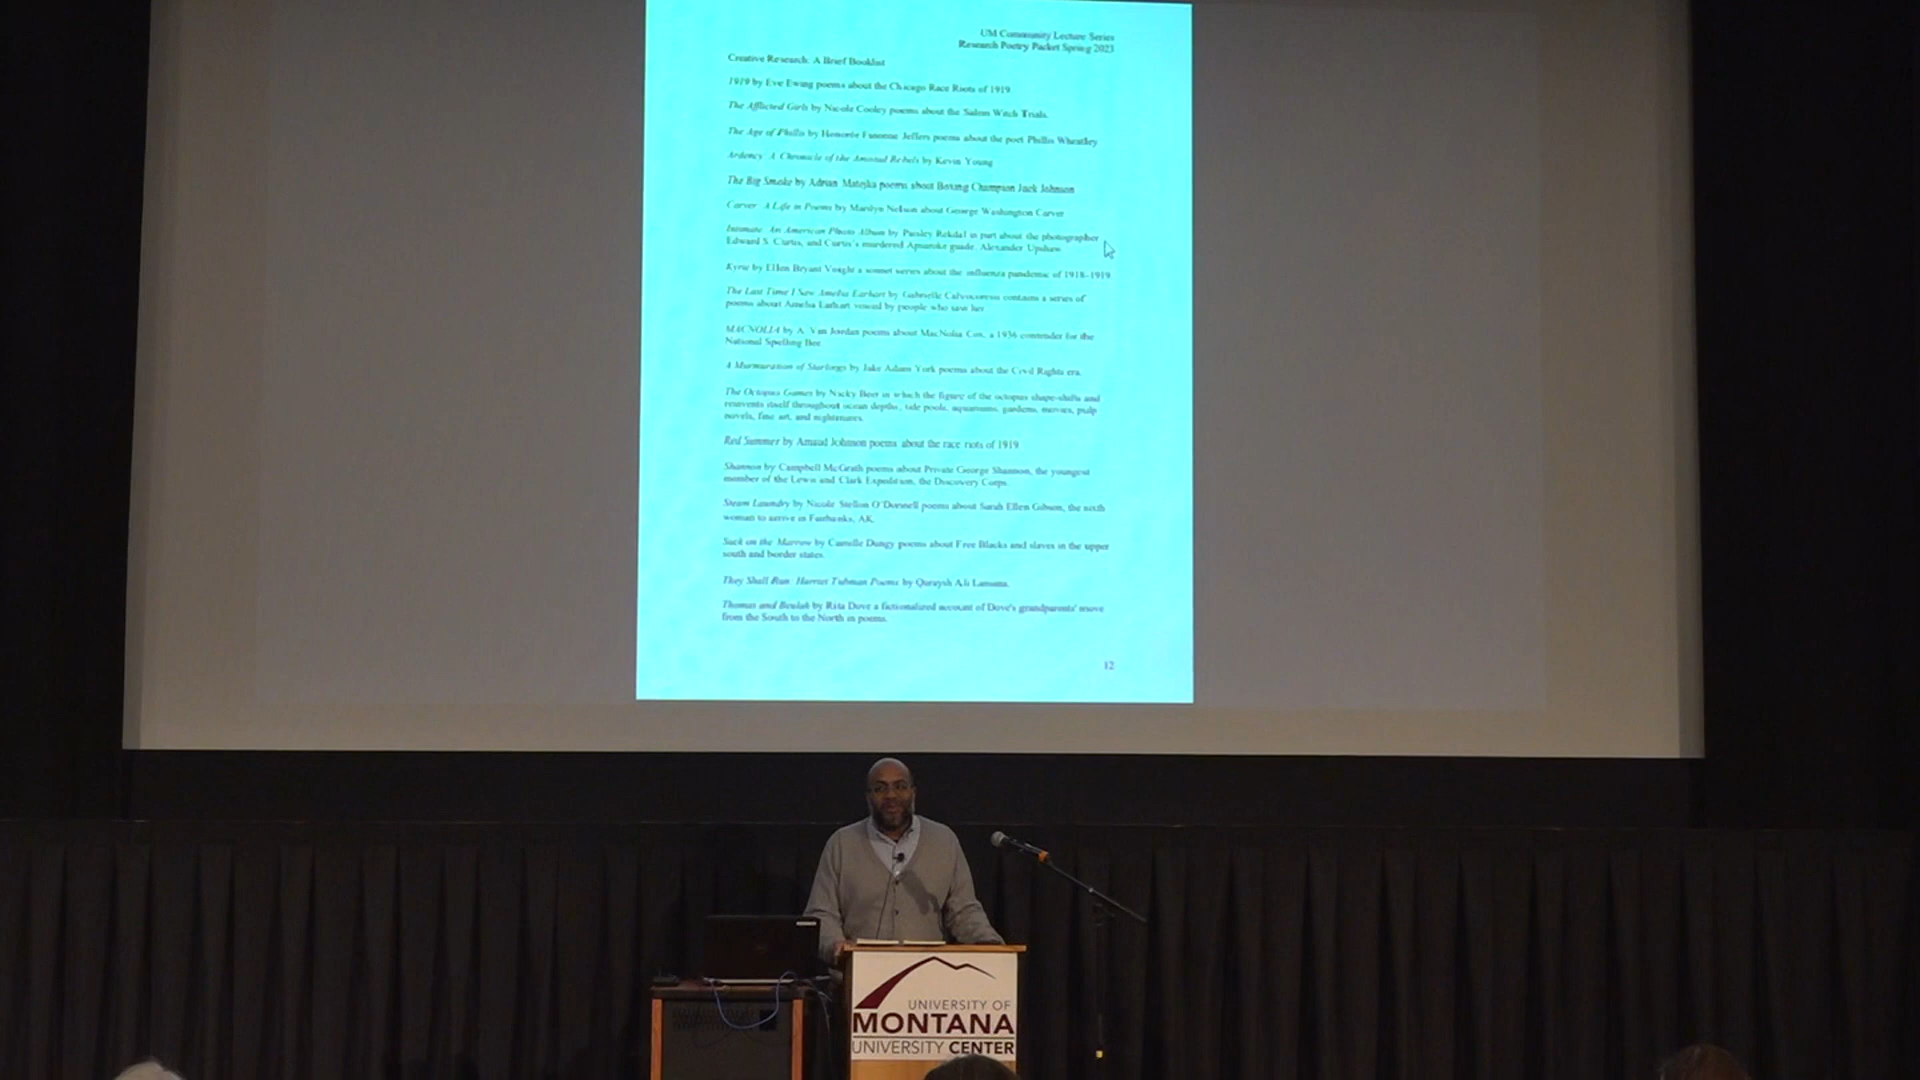 UM Community Lecture Series
Research Poetry Packet Spring 2023
Creative Research: A Brief Booklist
1919 by Eve Ewing poems about the Chicago Race Riots of 1919
The Afflicted Girls by Nicole Cooley poems about the Salem Witch Trials.
The Age of Phillis by Honorée Fanonne Jeffers poems about the poet Phillis Wheatley
Ardency: A Chronicle of the Amistad Rebels by Kevin Young
The Big Smoke by Adrian Matejka poems about Boxing Champion Jack Johnson
Carver: A Life in Poems by Marilyn Nelson about George Washington Carver
Intimate: An American Photo Album by Paisley Rekdal in part about the photographer
Edward S. Curtis, and Curtis's murdered Apsaroke guide, Alexander Upshaw
Kyrie by Ellen Bryant Voight a sonnet series about the influenza pandemic of 1918-1919
The Last Time I Saw Amelia Earhart by Gabrielle Calvocoressi contains a series of
poems about Amelia Earhart voiced by people who saw her
MACNOLIA by A. Van Jordan poems about MacNolia Cox, a 1936 contender for the
National Spelling Bee
A Murmuration of Starlings by Jake Adam York poems about the Civil Rights era.
The Octopus Games by Nicky Beer in which the figure of the octopus shape-shifts and
reinvents itself throughout ocean depths, tide pools, aquariums, gardens, movies, pulp
novels, fine art, and nightmares.
Red Summer by Amaud Johnson poems about the race riots of 1919
Shannon by Campbell McGrath poems about Private George Shannon, the youngest
member of the Lewis and Clark Expedition, the Discovery Corps.
Steam Laundry by Nicole Stellon O'Donnell poems about Sarah Ellen Gibson, the sixth
woman to arrive in Fairbanks, AK.
Suck on the Marrow by Camille Dungy poems about Free Blacks and slaves in the upper
south and border states.
They Shall Run: Harriet Tubman Poems by Quraysh Ali Lansana.
Thomas and Beulah by Rita Dove a fictionalized account of Dove's grandparents' move
from the South to the North in poems.
12
UNIVERSITY OF
MONTANA
UNIVERSITY CENTER